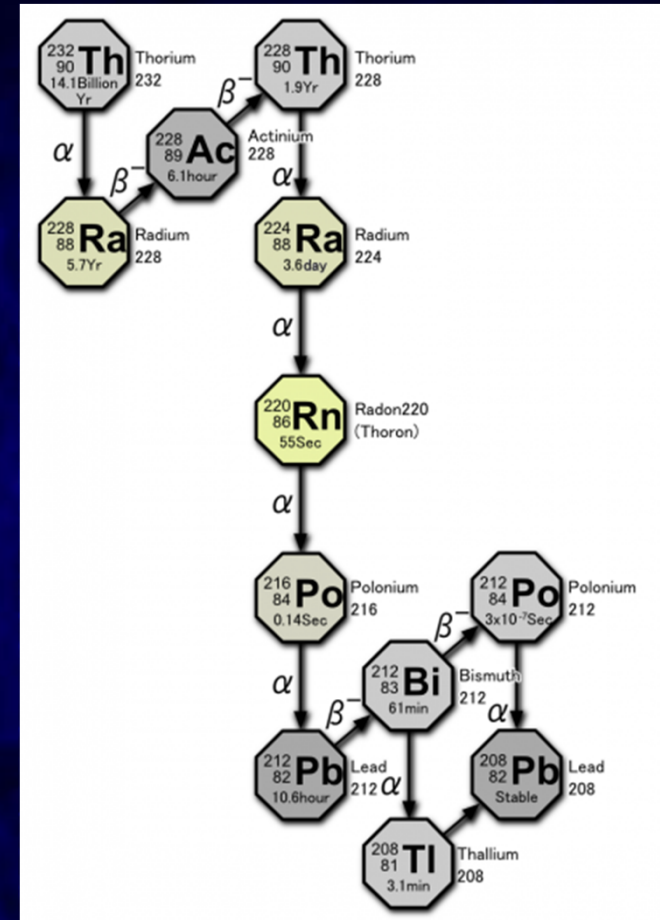 232
90
Th
14.1Billion
Yr
Thorium
232
α
β⁻
228
89
Ac
6.1hour
Actinium
228
β⁻
228
90
Th
1.9Yr
Thorium
228
α
228
88
Ra
5.7Yr
Radium
228
224
88
Ra
3.6day
Radium
224
α
220
86
Rn
55Sec
Radon220
(Thoron)
α
216
84
Po
0.14Sec
Polonium
216
α
212
82
Pb
10.6hour
Lead
212
β⁻
212
83
Bi
61min
Bismuth
212
β⁻
212
84
Po
3x10⁻⁷Sec
Polonium
212
α
α
208
82
Pb
Stable
Lead
208
208
81
Tl
3.1min
Thallium
208